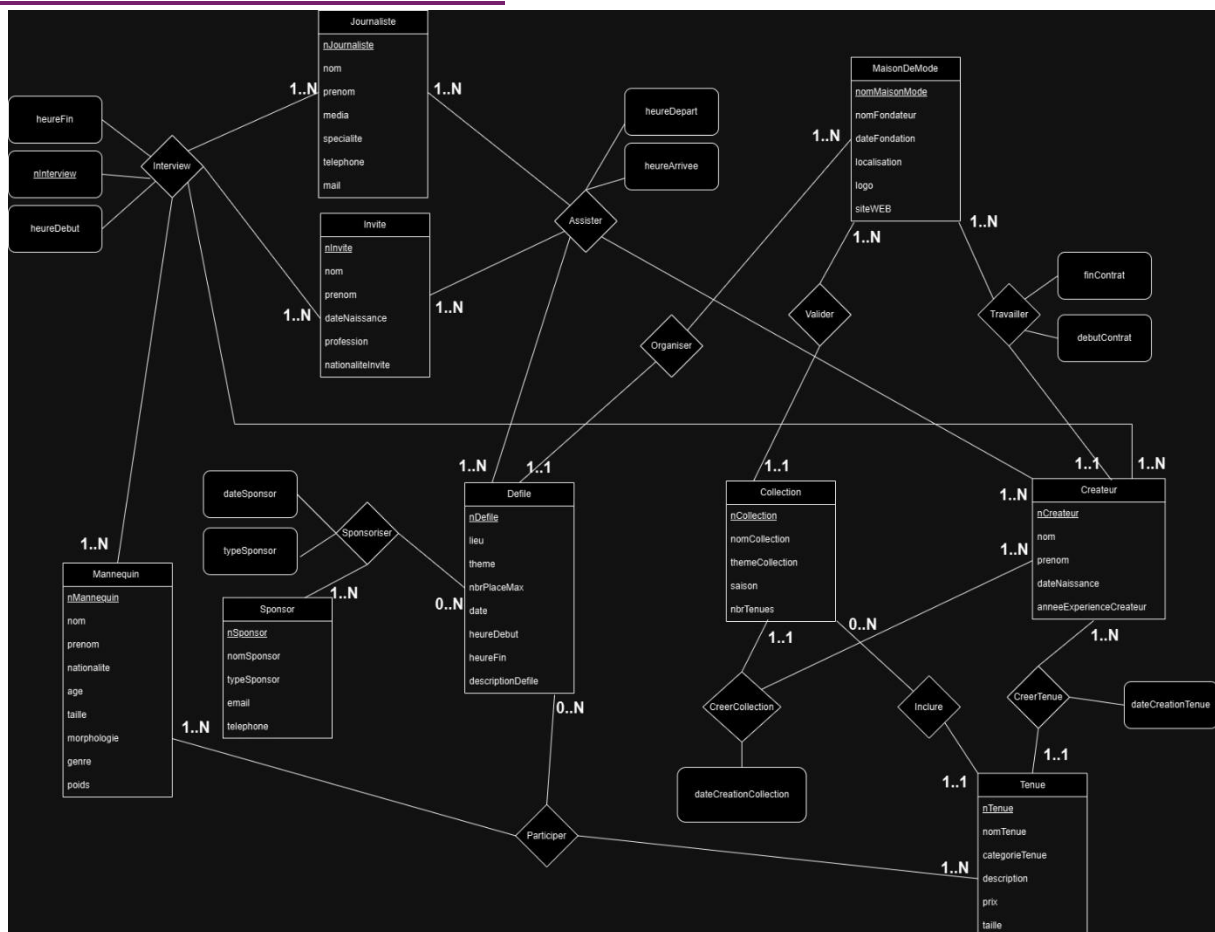 Journaliste
nJournaliste
nom
prenom
media
specialite
telephone
mail
1..N
1..N
heureFin
nInterview
heureDebut
Interview
heureDepart
heureArrivee
Assister
MaisonDeMode
nomMaisonMode
nomFondateur
dateFondation
localisation
logo
siteWEB
1..N
1..N
1..N
Invite
nInvite
nom
prenom
dateNaissance
profession
nationaliteInvite
1..N
1..N
Organiser
Valider
Travailler
finContrat
debutContrat
1..N
1..1
1..1
1..1
1..N
dateSponsor
typeSponsor
Sponsoriser
Defile
nDefile
lieu
theme
nbrPlaceMax
date
heureDebut
heureFin
descriptionDefile
0..N
0..N
Collection
nCollection
nomCollection
themeCollection
saison
nbrTenues
1..1
0..N
1..N
1..N
Createur
nCreateur
nom
prenom
dateNaissance
anneeExperienceCreateur
1..N
1..N
Mannequin
nMannequin
nom
prenom
nationalite
age
taille
morphologie
genre
poids
1..N
1..N
Sponsor
nSponsor
nomSponsor
typeSponsor
email
telephone
CreerCollection
Inclure
CreerTenue
dateCreationTenue
dateCreationCollection
1..1
1..1
Participer
1..N
Tenue
nTenue
nomTenue
categorieTenue
description
prix
taille